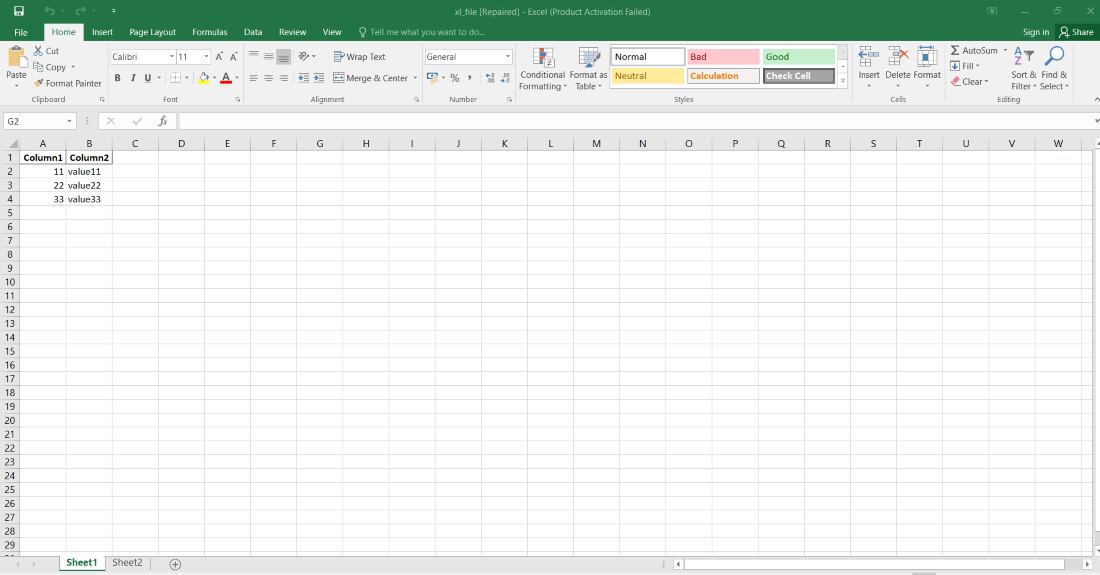 xl_file [Repaired] - Excel (Product Activation Failed)
File Home Insert Page Layout Formulas Data Review View Tell me what you want to do... Sign in Share
Paste Cut Copy Format Painter
Calibri 11 A A
B I U A
Wrap Text
Merge & Center
General
% , .00
Conditional Formatting
Format as Table
Normal Bad Good
Neutral Calculation Check Cell
Insert Delete Format
AutoSum Fill Clear
Sort & Filter
Find & Select
Clipboard Font Alignment Number Styles Cells Editing
G2 fx
A B C D E F G H I J K L M N O P Q R S T U V W
1 Column1 Column2
2 11 value11
3 22 value22
4 33 value33
5
6
7
8
9
10
11
12
13
14
15
16
17
18
19
20
21
22
23
24
25
26
27
28
29
Sheet1 Sheet2